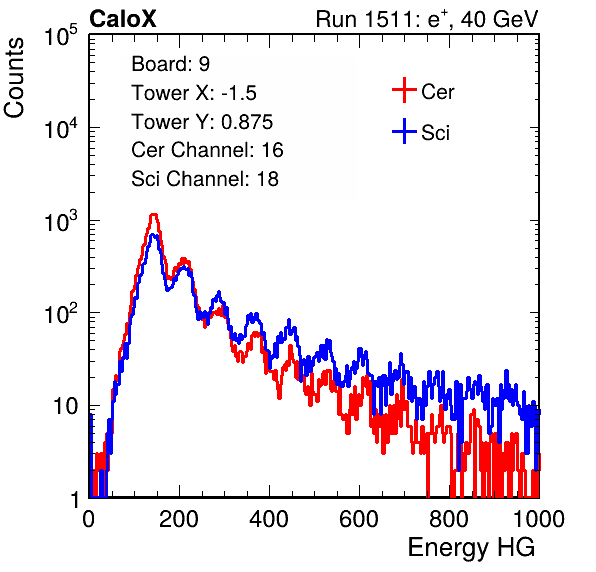 CaloX Run 1511: e⁺, 40 GeV
Counts
Board: 9
Tower X: -1.5
Tower Y: 0.875
Cer Channel: 16
Sci Channel: 18
Cer
Sci
10⁵
10⁴
10³
10²
10
1
0 200 400 600 800 1000
Energy HG